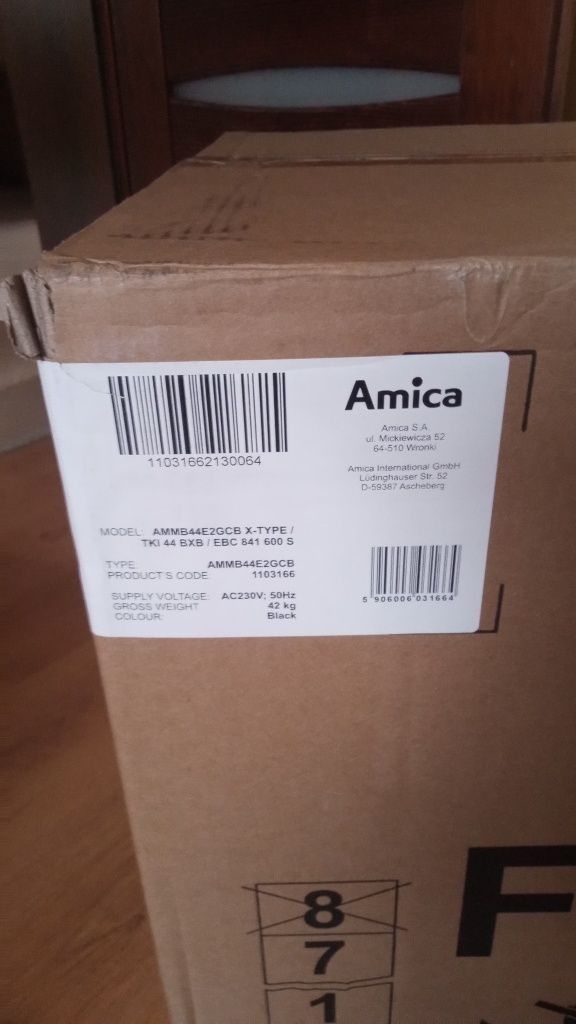 11031662130064
Amica
Amica S.A.
ul. Mickiewicza 52
64-510 Wronki
Amica International GmbH
Lüdinghauser Str. 52
D-59387 Ascheberg
MODEL: AMMB44E2GCB X-TYPE /
TKI 44 BXB / EBC 841 600 S
TYPE: AMMB44E2GCB
PRODUCT'S CODE: 1103166
SUPPLY VOLTAGE: AC230V; 50Hz
GROSS WEIGHT 42 kg
COLOUR: Black
5 906006 031664
8
7
1
F